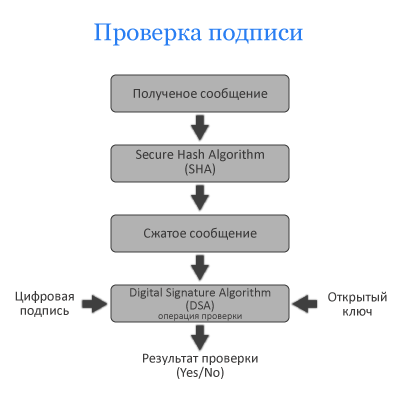 Проверка подписи
Полученое сообщение
Secure Hash Algorithm
(SHA)
Сжатое сообщение
Цифровая
подпись
Digital Signature Algorithm
(DSA)
операция проверки
Открытый
ключ
Результат проверки
(Yes/No)